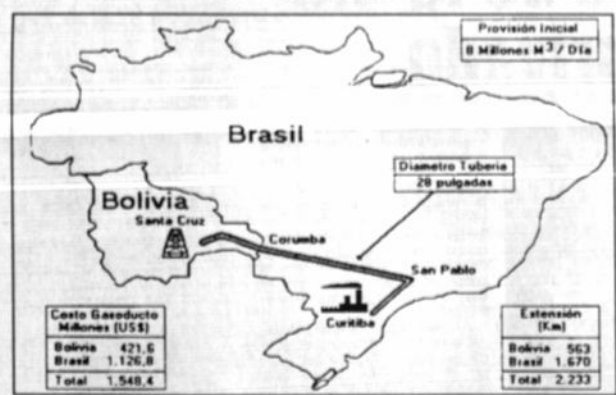 Provisión Inicial
8 Millones M³ / Día
Brasil
Diametro Tuberia
28 pulgadas
Bolivia
Santa Cruz
Corumba
San Pablo
Curitiba
Costo Gasoducto
Millones (US$)
Bolivia 421,6
Brasil 1.126,8
Total 1.548,4
Extensión
(Km)
Bolivia 563
Brasil 1.670
Total 2.233